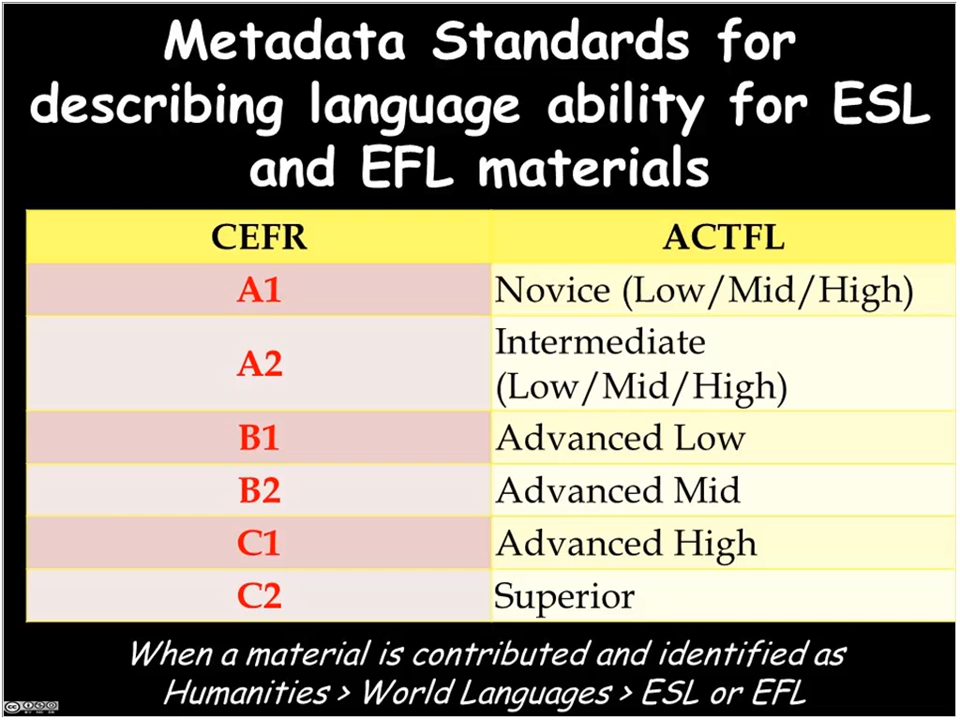 Metadata Standards for
describing language ability for ESL
and EFL materials
CEFR ACTFL
A1 Novice (Low/Mid/High)
A2 Intermediate
(Low/Mid/High)
B1 Advanced Low
B2 Advanced Mid
C1 Advanced High
C2 Superior
When a material is contributed and identified as
Humanities > World Languages > ESL or EFL